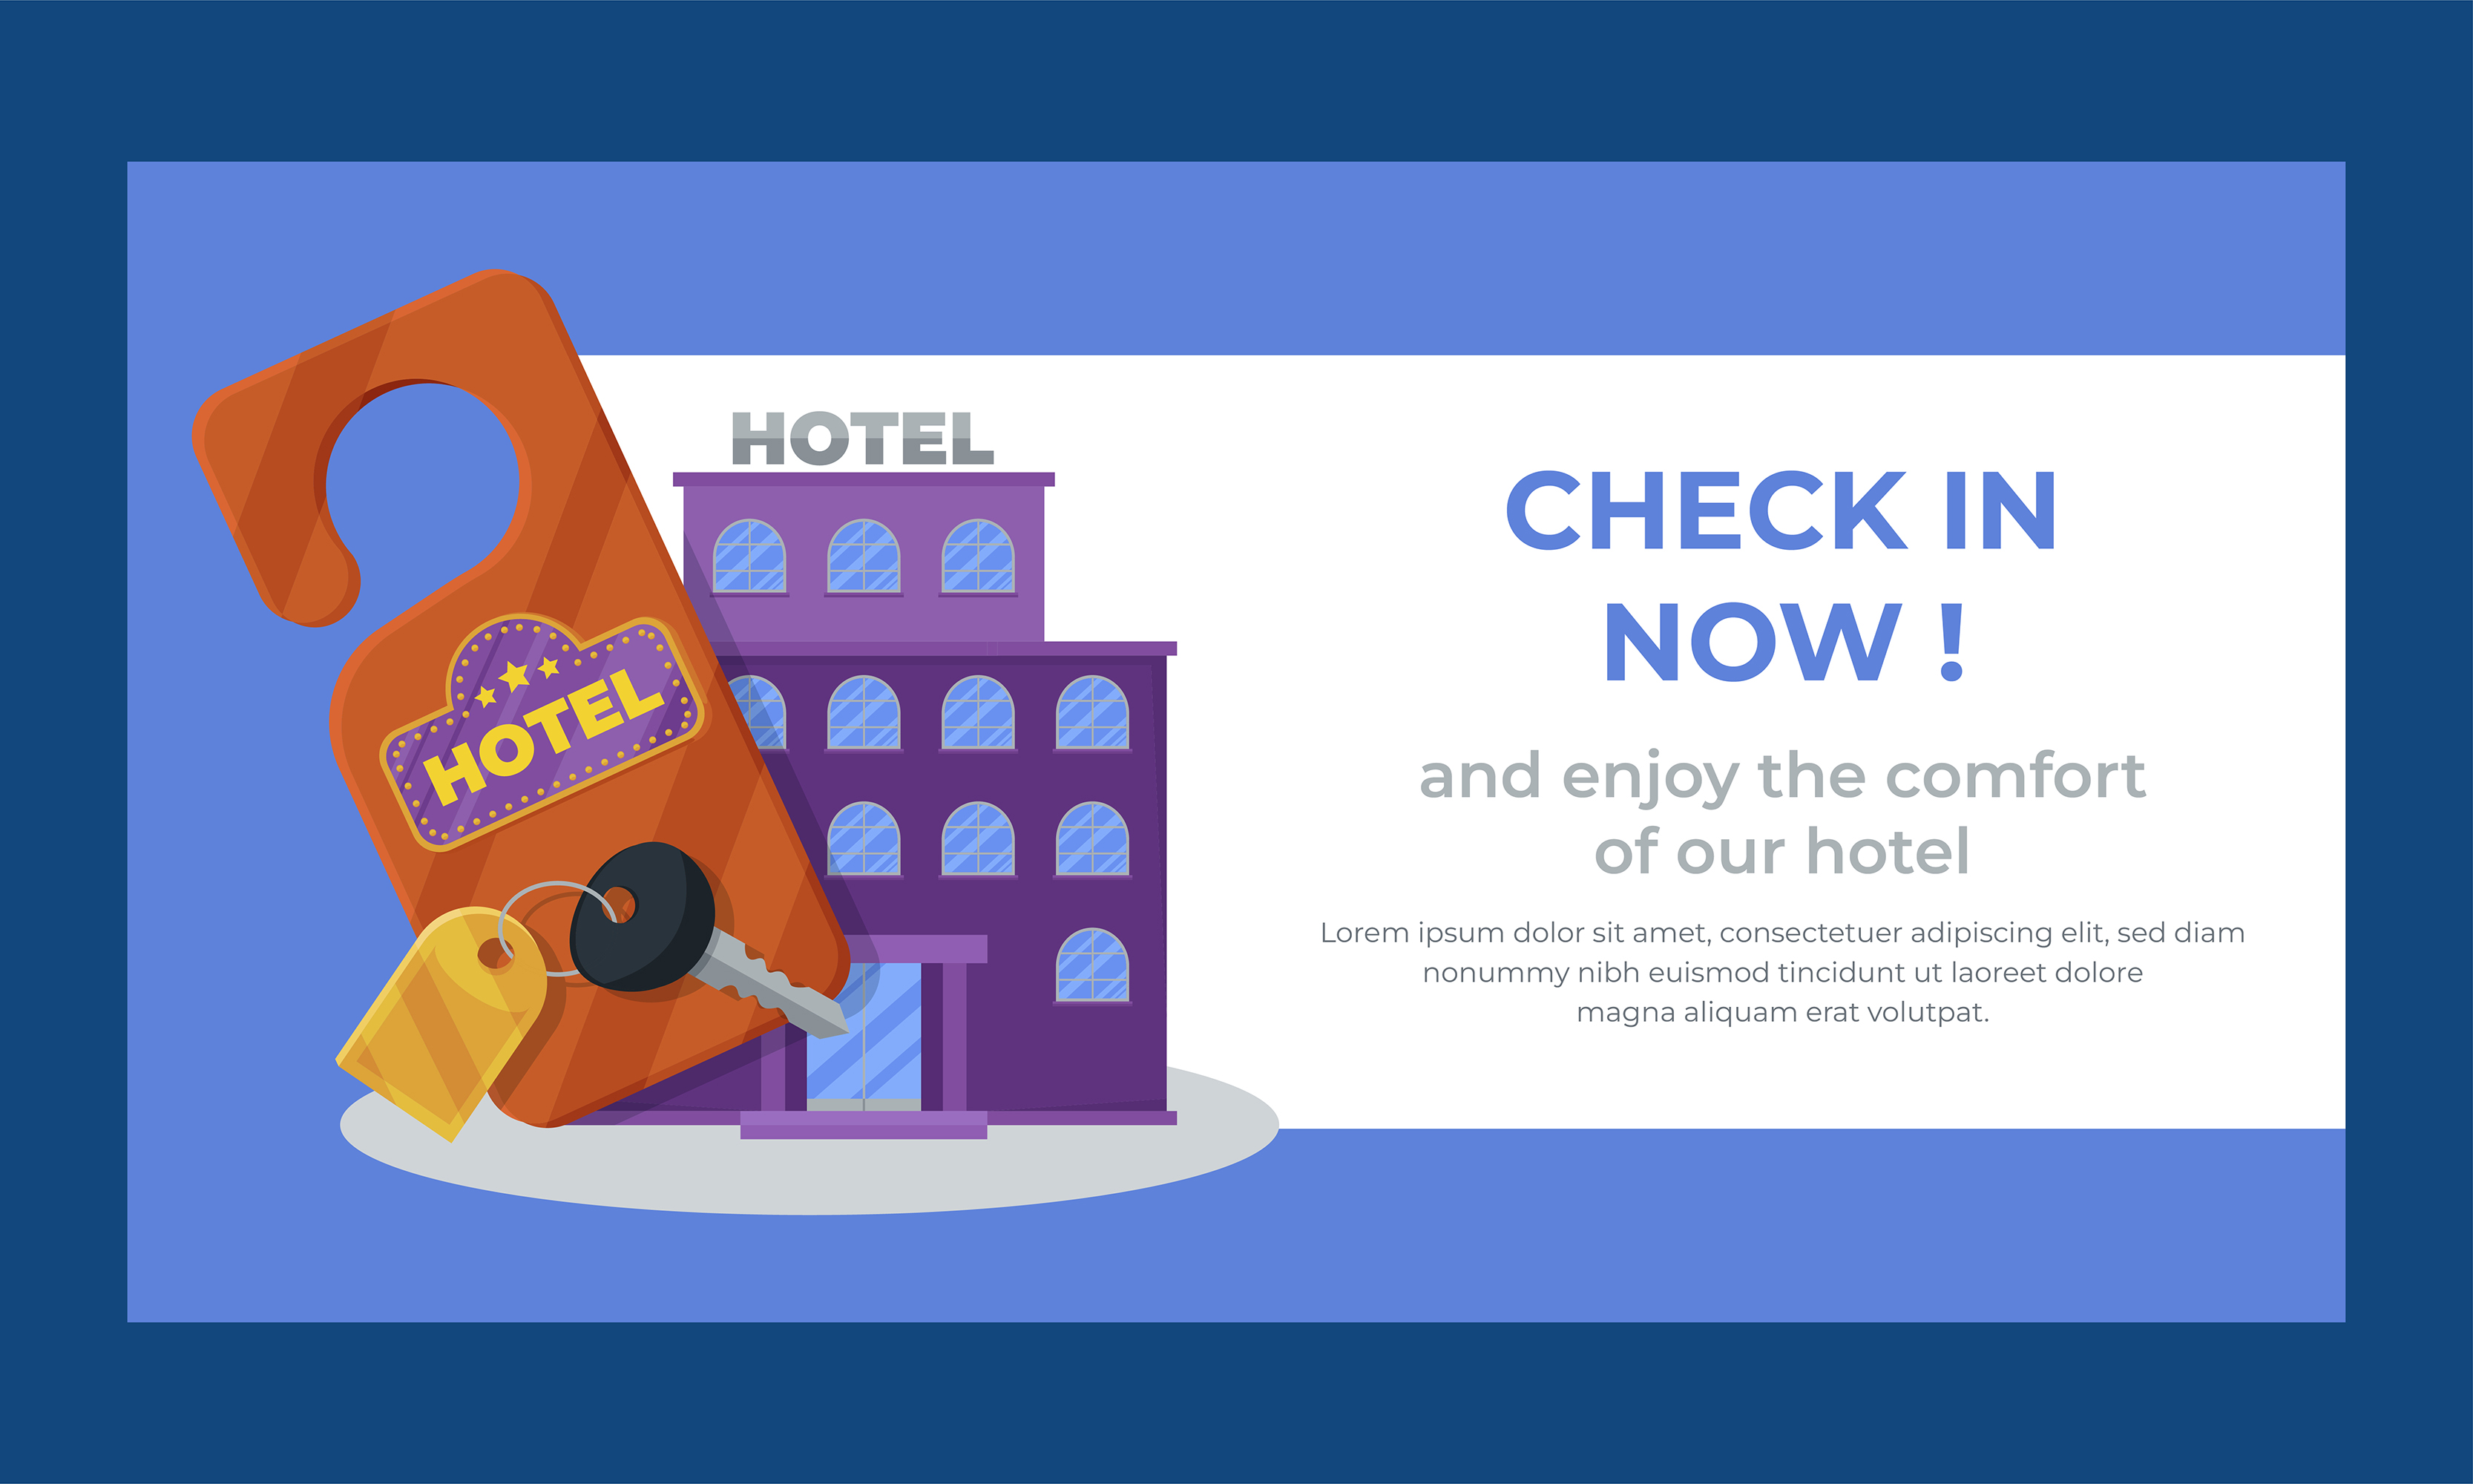 HOTEL
HOTEL
CHECK IN
NOW !
and enjoy the comfort
of our hotel
Lorem ipsum dolor sit amet, consectetuer adipiscing elit, sed diam
nonummy nibh euismod tincidunt ut laoreet dolore
magna aliquam erat volutpat.